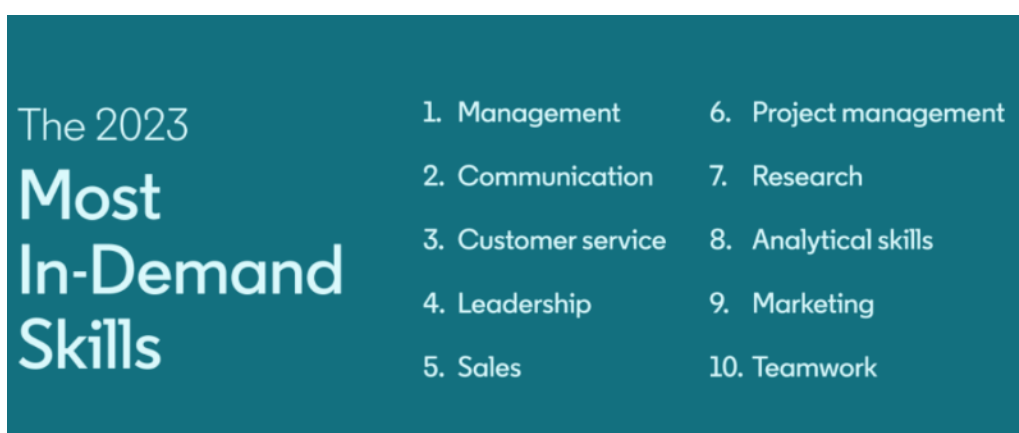 The 2023
Most
In-Demand
Skills
1. Management
2. Communication
3. Customer service
4. Leadership
5. Sales
6. Project management
7. Research
8. Analytical skills
9. Marketing
10. Teamwork